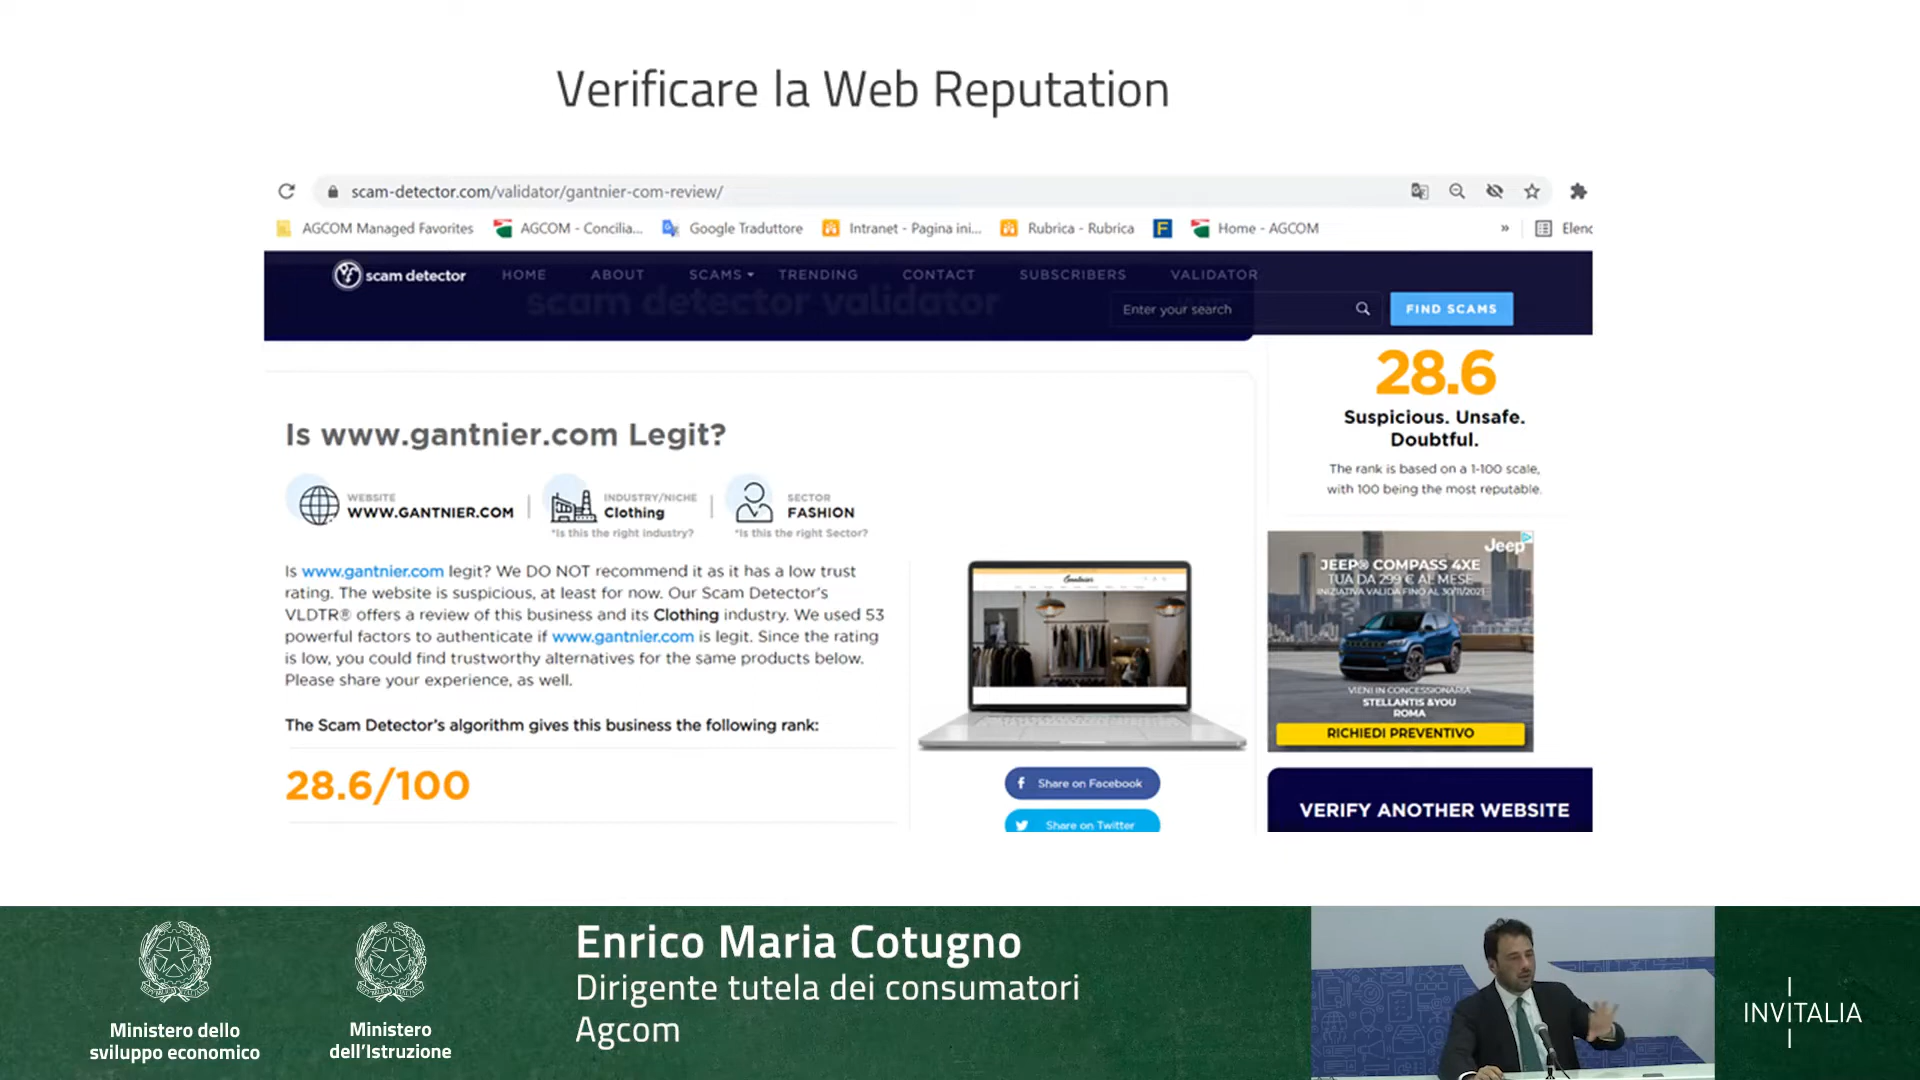 Verificare la Web Reputation
scam-detector.com/validator/gantnier-com-review/
AGCOM Managed Favorites
AGCOM - Concilia...
Google Traduttore
Intranet - Pagina ini...
Rubrica - Rubrica
F
Home - AGCOM
»
Elenc
scam detector
HOME
ABOUT
SCAMS
TRENDING
CONTACT
SUBSCRIBERS
VALIDATOR
scam detector validator
Enter your search
FIND SCAMS
28.6
Suspicious. Unsafe.
Doubtful.
The rank is based on a 1-100 scale,
with 100 being the most reputable.
Is www.gantnier.com Legit?
WEBSITE
WWW.GANTNIER.COM
INDUSTRY/NICHE
Clothing
*Is this the right industry?
SECTOR
FASHION
*Is this the right Sector?
Is www.gantnier.com legit? We DO NOT recommend it as it has a low trust
rating. The website is suspicious, at least for now. Our Scam Detector's
VLDTR® offers a review of this business and its Clothing industry. We used 53
powerful factors to authenticate if www.gantnier.com is legit. Since the rating
is low, you could find trustworthy alternatives for the same products below.
Please share your experience, as well.
The Scam Detector's algorithm gives this business the following rank:
28.6/100
Gantnier
Share on Facebook
Share on Twitter
Jeep
JEEP® COMPASS 4XE
TUA DA 299 € AL MESE
INIZIATIVA VALIDA FINO AL 30/11/2021
VIENI IN CONCESSIONARIA
STELLANTIS &YOU
ROMA
RICHIEDI PREVENTIVO
VERIFY ANOTHER WEBSITE
Ministero dello
sviluppo economico
Ministero
dell'Istruzione
Enrico Maria Cotugno
Dirigente tutela dei consumatori
Agcom
INVITALIA